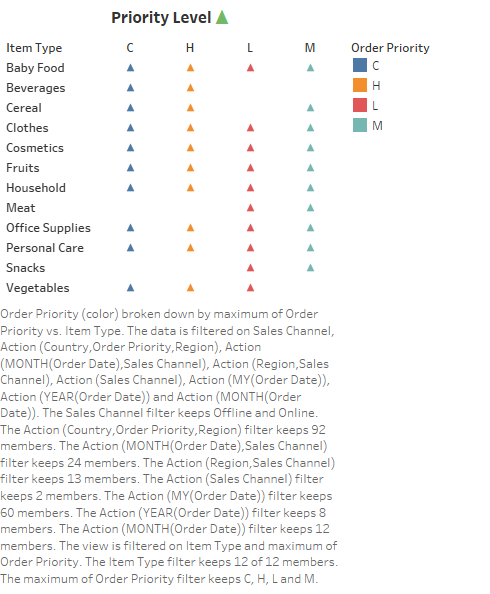 Priority Level
Item Type C H L M Order Priority
Baby Food C
Beverages H
Cereal L
Clothes M
Cosmetics
Fruits
Household
Meat
Office Supplies
Personal Care
Snacks
Vegetables
Order Priority (color) broken down by maximum of Order
Priority vs. Item Type. The data is filtered on Sales Channel,
Action (Country,Order Priority,Region), Action
(MONTH(Order Date),Sales Channel), Action (Region,Sales
Channel), Action (Sales Channel), Action (MY(Order Date)),
Action (YEAR(Order Date)) and Action (MONTH(Order
Date)). The Sales Channel filter keeps Offline and Online.
The Action (Country,Order Priority,Region) filter keeps 92
members. The Action (MONTH(Order Date),Sales Channel)
filter keeps 24 members. The Action (Region,Sales Channel)
filter keeps 13 members. The Action (Sales Channel) filter
keeps 2 members. The Action (MY(Order Date)) filter keeps
60 members. The Action (YEAR(Order Date)) filter keeps 8
members. The Action (MONTH(Order Date)) filter keeps 12
members. The view is filtered on Item Type and maximum of
Order Priority. The Item Type filter keeps 12 of 12 members.
The maximum of Order Priority filter keeps C, H, L and M.